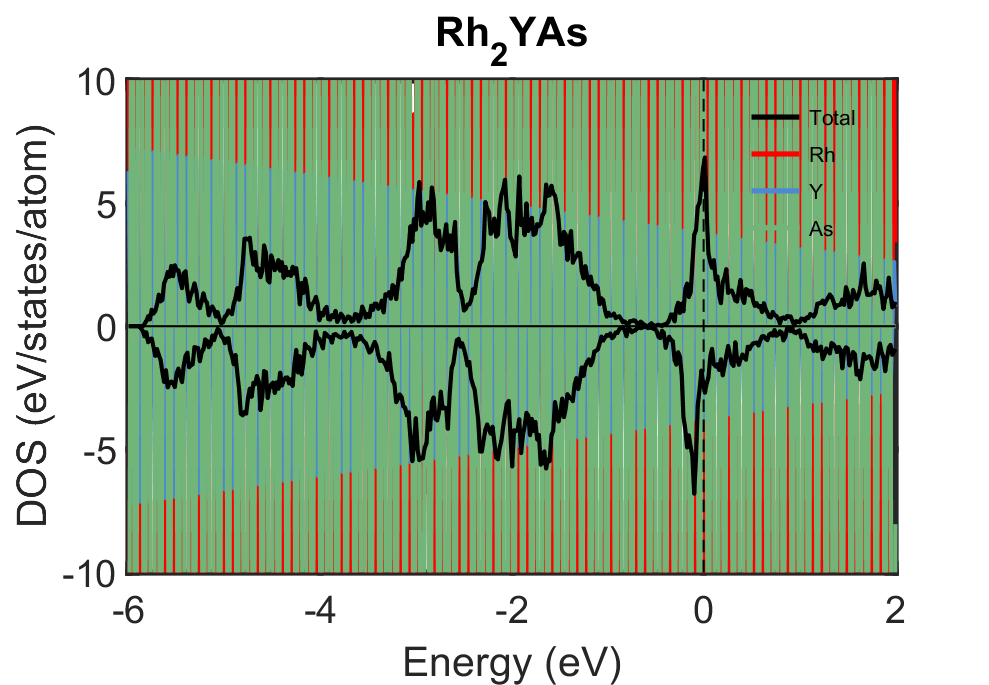 Rh2YAs
10
5
0
-5
-10
DOS (eV/states/atom)
Total
Rh
Y
As
-6
-4
-2
0
2
Energy (eV)